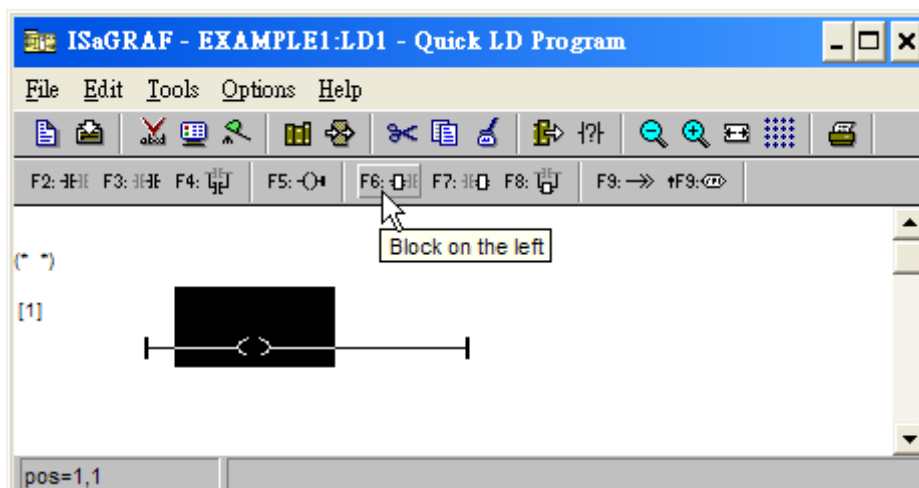 ISaGRAF - EXAMPLE1:LD1 - Quick LD Program
File Edit Tools Options Help
F2: F3: F4: F5: F6: F7: F8: F9: F9:
Block on the left
(* *)
[1]
pos=1,1